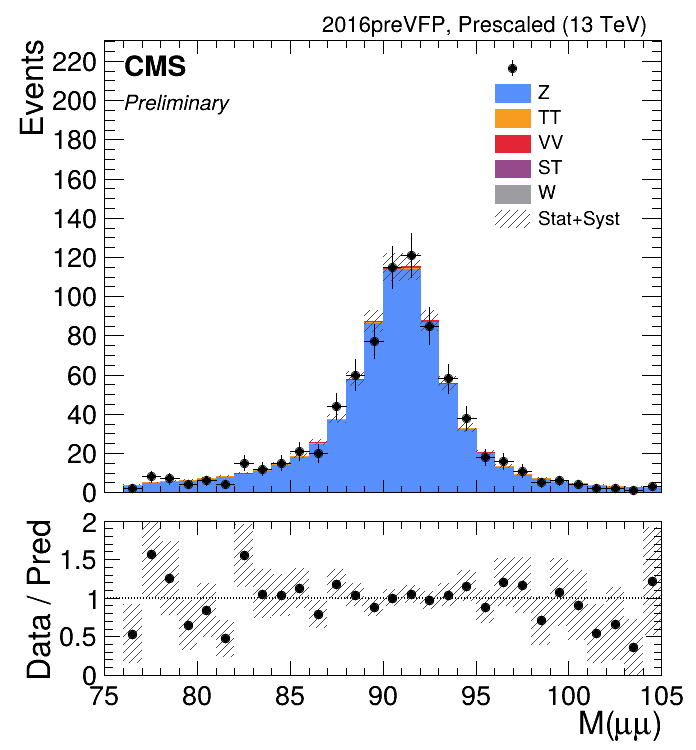 2016preVFP, Prescaled (13 TeV)
Events
220
200
180
160
140
120
100
80
60
40
20
0
CMS
Preliminary
Z
TT
VV
ST
W
Stat+Syst
Data / Pred
2
1.5
1
0.5
0
75
80
85
90
95
100
105
M(μμ)